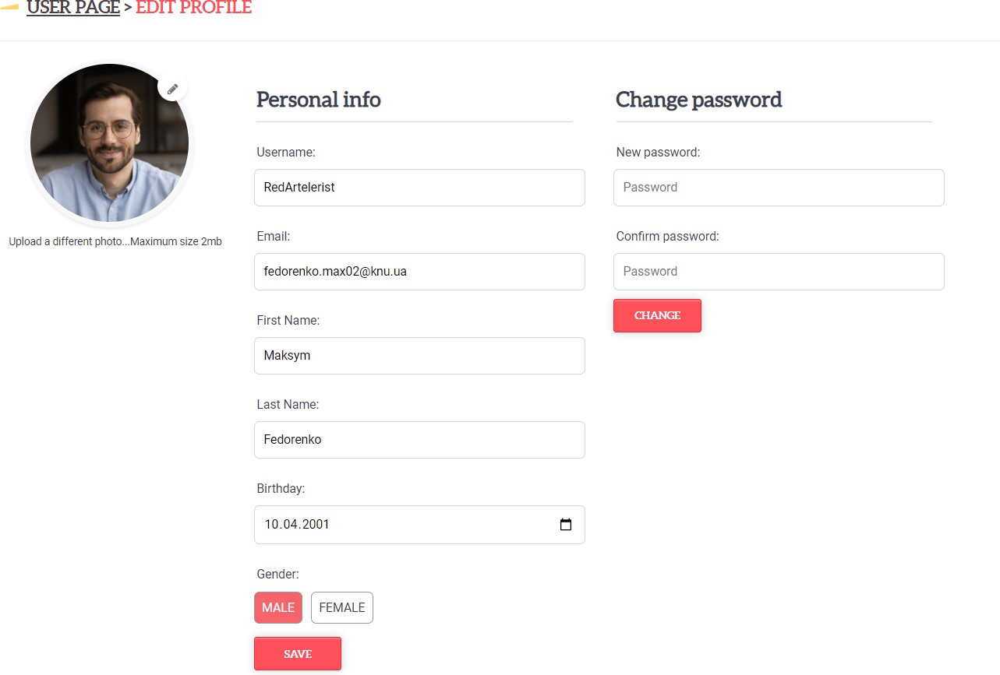 USER PAGE > EDIT PROFILE
Upload a different photo...Maximum size 2mb
Personal info
Username:
RedArtelerist
Email:
fedorenko.max02@knu.ua
First Name:
Maksym
Last Name:
Fedorenko
Birthday:
10.04.2001
Gender:
MALE FEMALE
SAVE
Change password
New password:
Password
Confirm password:
Password
CHANGE